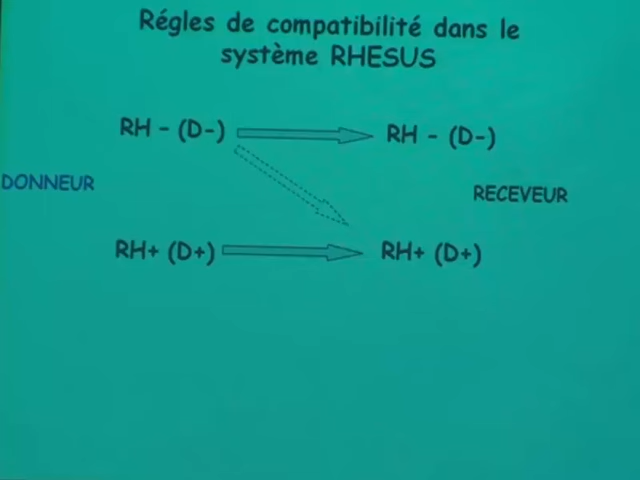 Régles de compatibilité dans le
système RHESUS
RH - (D-)
RH - (D-)
DONNEUR
RECEVEUR
RH+ (D+)
RH+ (D+)